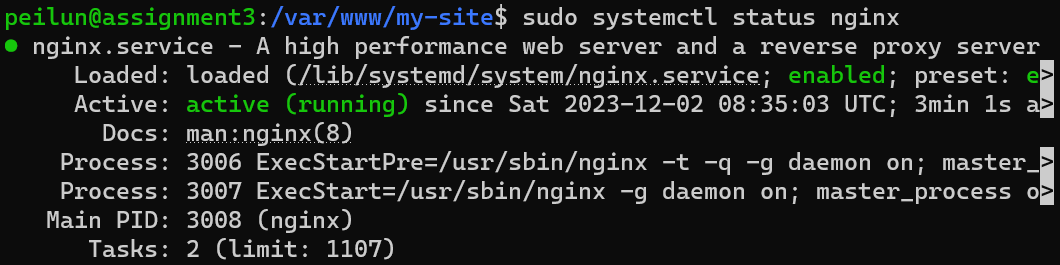 peilun@assignment3:/var/www/my-site$ sudo systemctl status nginx
● nginx.service - A high performance web server and a reverse proxy server
Loaded: loaded (/lib/systemd/system/nginx.service; enabled; preset: e>
Active: active (running) since Sat 2023-12-02 08:35:03 UTC; 3min 1s a>
Docs: man:nginx(8)
Process: 3006 ExecStartPre=/usr/sbin/nginx -t -q -g daemon on; master_>
Process: 3007 ExecStart=/usr/sbin/nginx -g daemon on; master_process o>
Main PID: 3008 (nginx)
Tasks: 2 (limit: 1107)